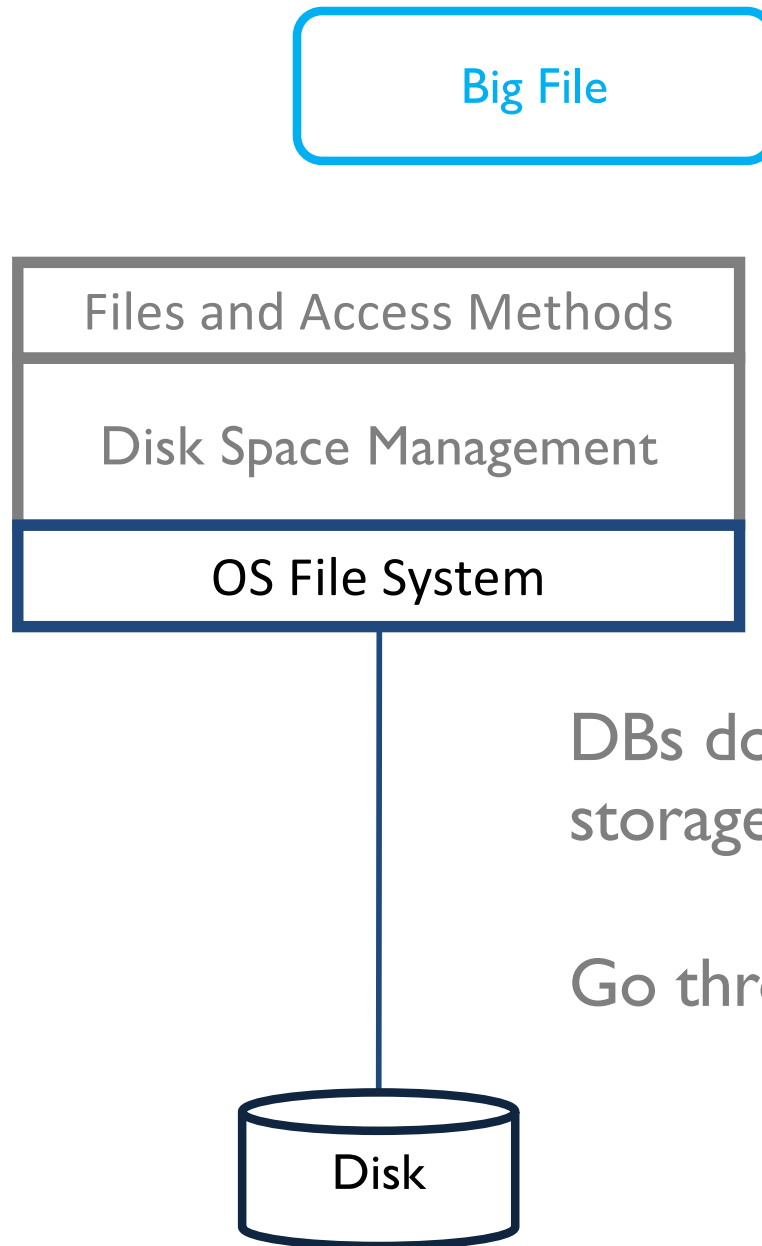 Big File
Files and Access Methods
Disk Space Management
OS File System
DBs
storage
Go
Disk